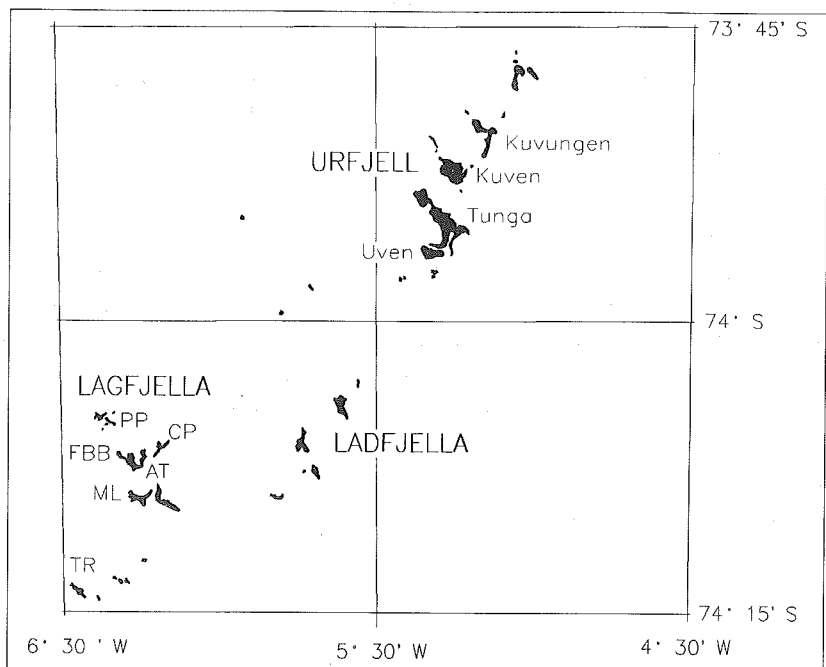 73° 45' S
Kuvungen
URFJELL
Kuven
Tunga
Uven
74° S
LAGFJELLA
PP
CP
FBB
LADFJELLA
AT
ML
TR
74° 15' S
6° 30 ' W
5° 30' W
4° 30' W